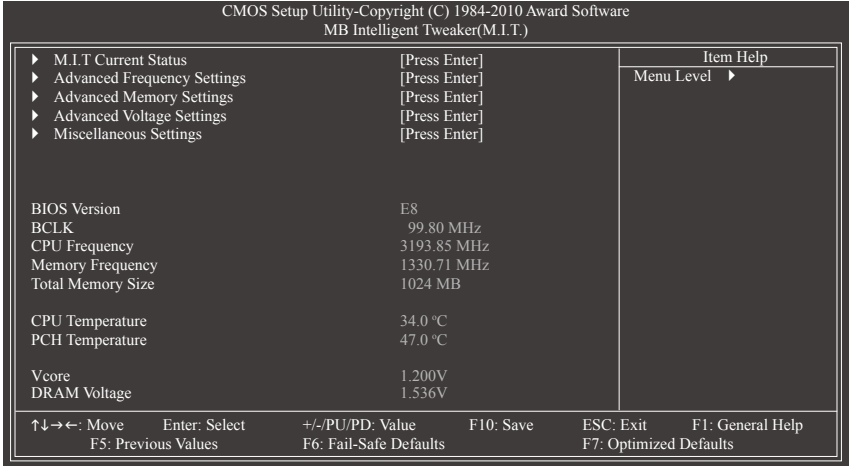 CMOS Setup Utility-Copyright (C) 1984-2010 Award Software
MB Intelligent Tweaker(M.I.T.)
▶ M.I.T Current Status [Press Enter]
▶ Advanced Frequency Settings [Press Enter]
▶ Advanced Memory Settings [Press Enter]
▶ Advanced Voltage Settings [Press Enter]
▶ Miscellaneous Settings [Press Enter]
Item Help
Menu Level ▶
BIOS Version E8
BCLK 99.80 MHz
CPU Frequency 3193.85 MHz
Memory Frequency 1330.71 MHz
Total Memory Size 1024 MB
CPU Temperature 34.0 °C
PCH Temperature 47.0 °C
Vcore 1.200V
DRAM Voltage 1.536V
↑↓→←: Move Enter: Select +/-/PU/PD: Value F10: Save ESC: Exit F1: General Help
F5: Previous Values F6: Fail-Safe Defaults F7: Optimized Defaults